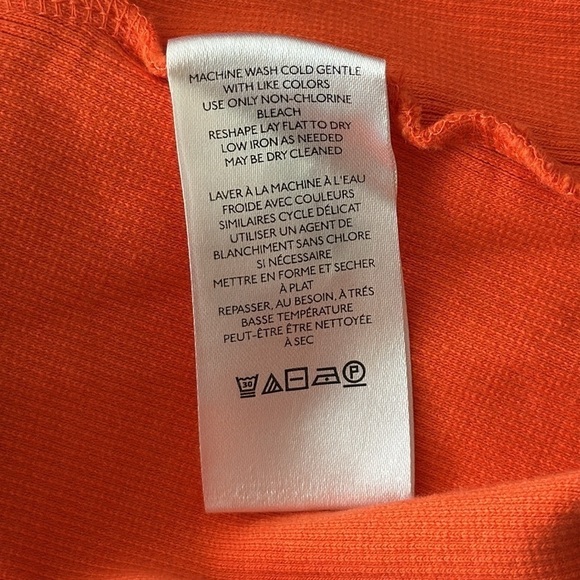 MACHINE WASH COLD GENTLE
WITH LIKE COLORS
USE ONLY NON-CHLORINE
BLEACH
RESHAPE LAY FLAT TO DRY
LOW IRON AS NEEDED
MAY BE DRY CLEANED
LAVER À LA MACHINE À L'EAU
FROIDE AVEC COULEURS
SIMILAIRES CYCLE DÉLICAT
UTILISER UN AGENT DE
BLANCHIMENT SANS CHLORE
SI NÉCESSAIRE
METTRE EN FORME ET SECHER
À PLAT
REPASSER, AU BESOIN, À TRÉS
BASSE TEMPÉRATURE
PEUT-ÊTRE ÊTRE NETTOYÉE
À SEC
30 P